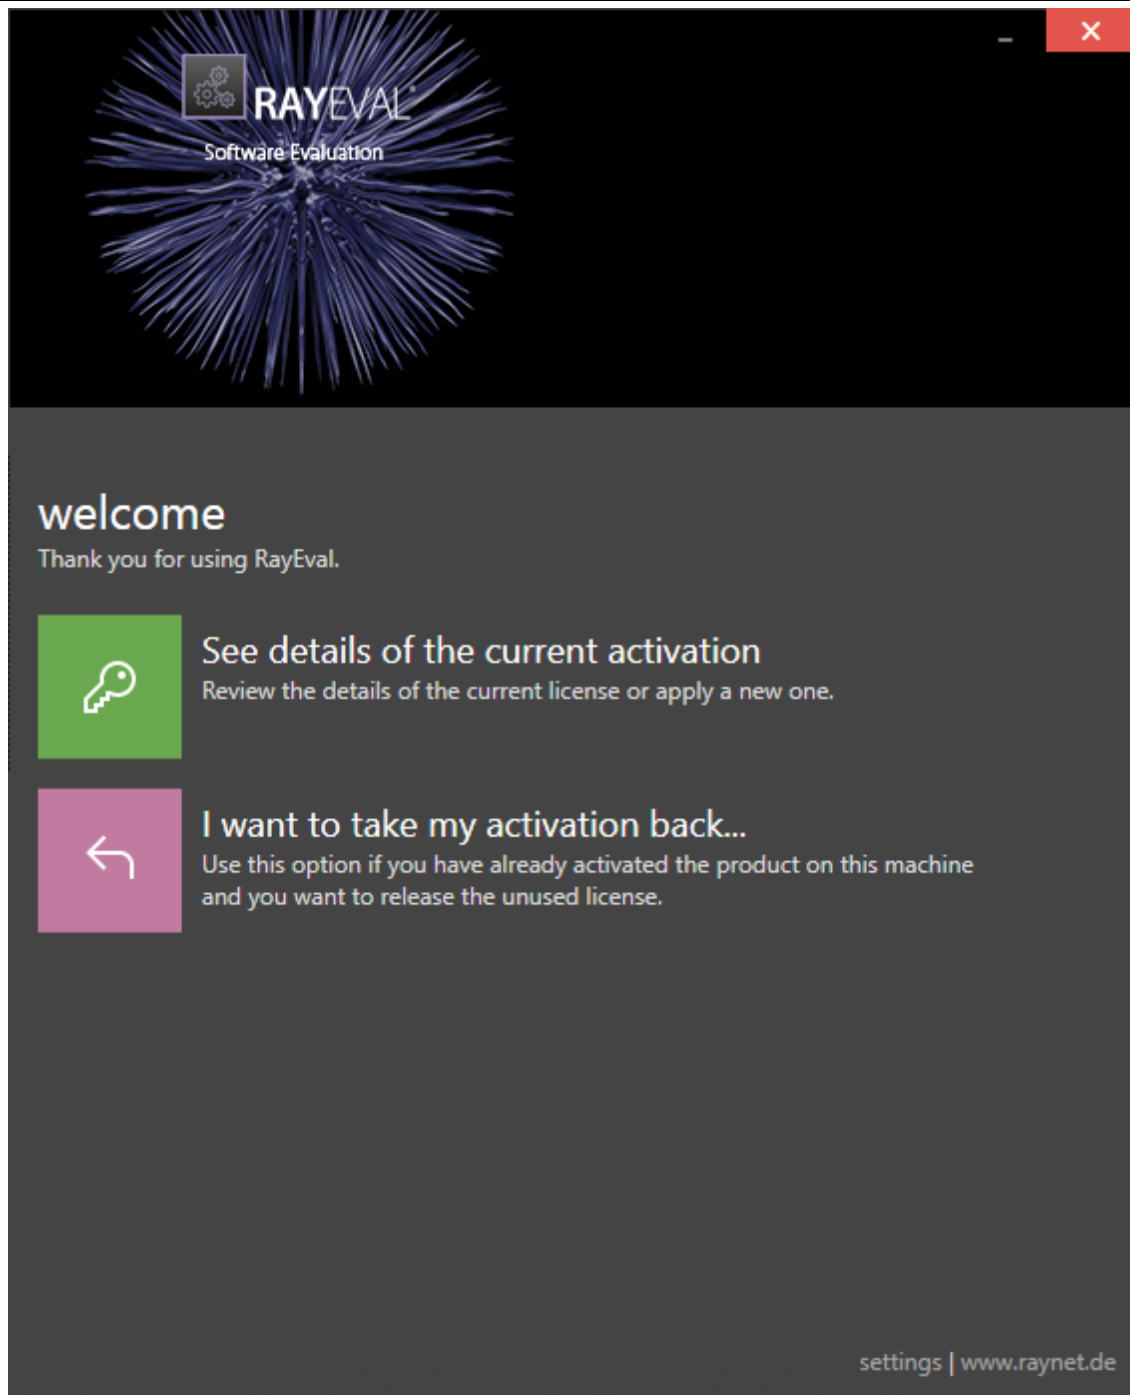 RAYEVAL®
Software Evaluation
welcome
Thank you for using RayEval.
See details of the current activation
Review the details of the current license or apply a new one.
I want to take my activation back...
Use this option if you have already activated the product on this machine
and you want to release the unused license.
settings | www.raynet.de